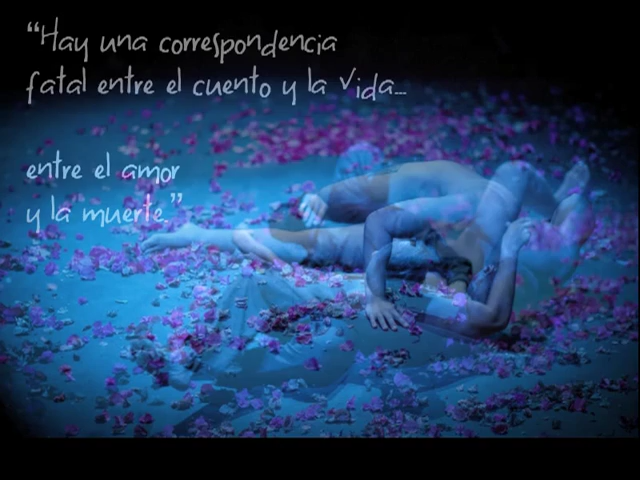 “Hay una correspondencia
fatal entre el cuento y la vida...
entre el amor
y la muerte.”